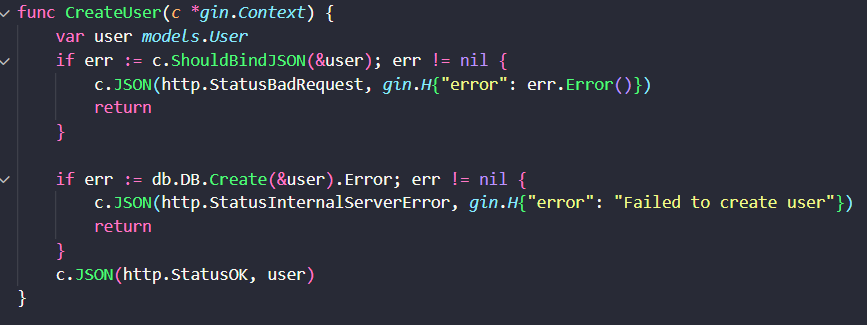 func CreateUser(c *gin.Context) {
    var user models.User
    if err := c.ShouldBindJSON(&user); err != nil {
        c.JSON(http.StatusBadRequest, gin.H{"error": err.Error()})
        return
    }

    if err := db.DB.Create(&user).Error; err != nil {
        c.JSON(http.StatusInternalServerError, gin.H{"error": "Failed to create user"})
        return
    }
    c.JSON(http.StatusOK, user)
}